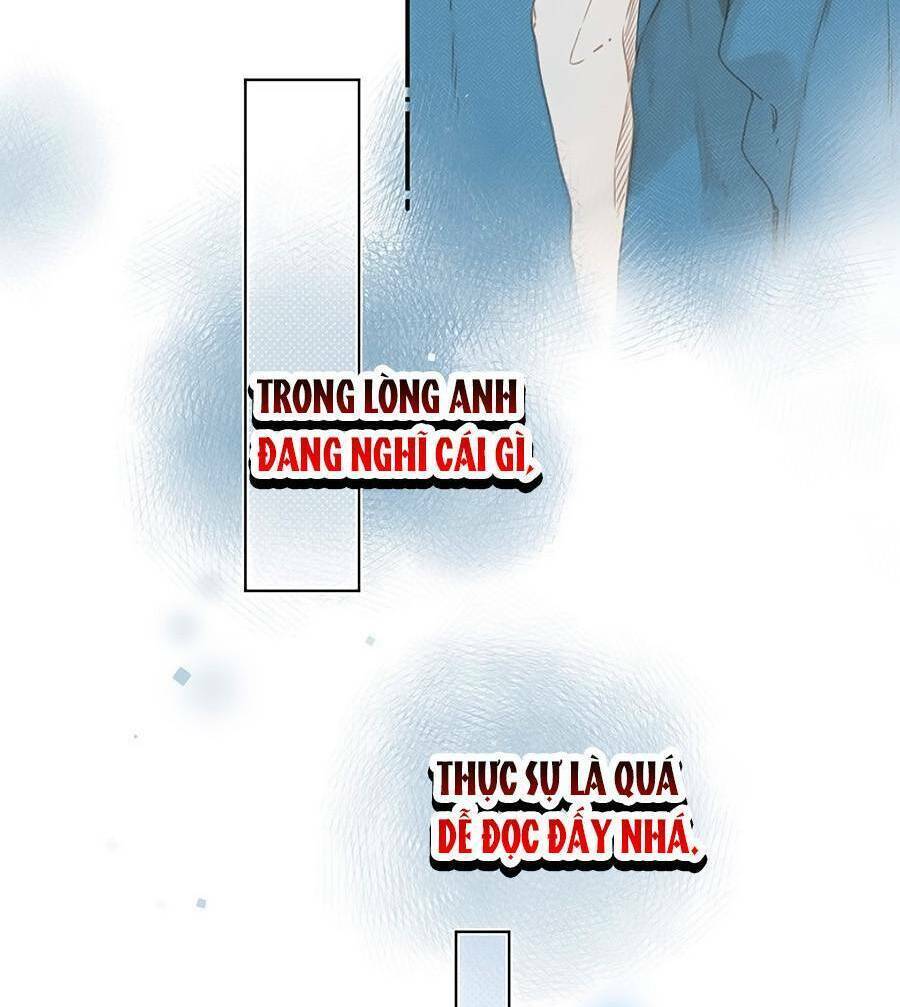 TRONG LÒNG ANH
ĐANG NGHĨ CÁI GÌ,
THỰC SỰ LÀ QUÁ
DỄ ĐỌC ĐẤY NHÁ.